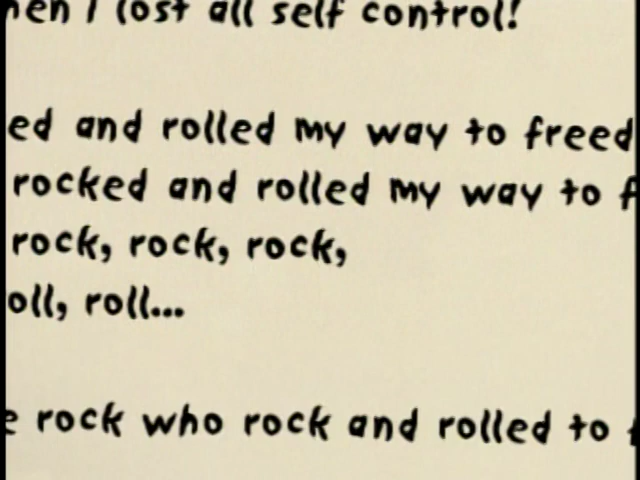 hen I lost all self control!
ed and rolled my way to freed
rocked and rolled my way to f
rock, rock, rock,
oll, roll...
e rock who rock and rolled to f